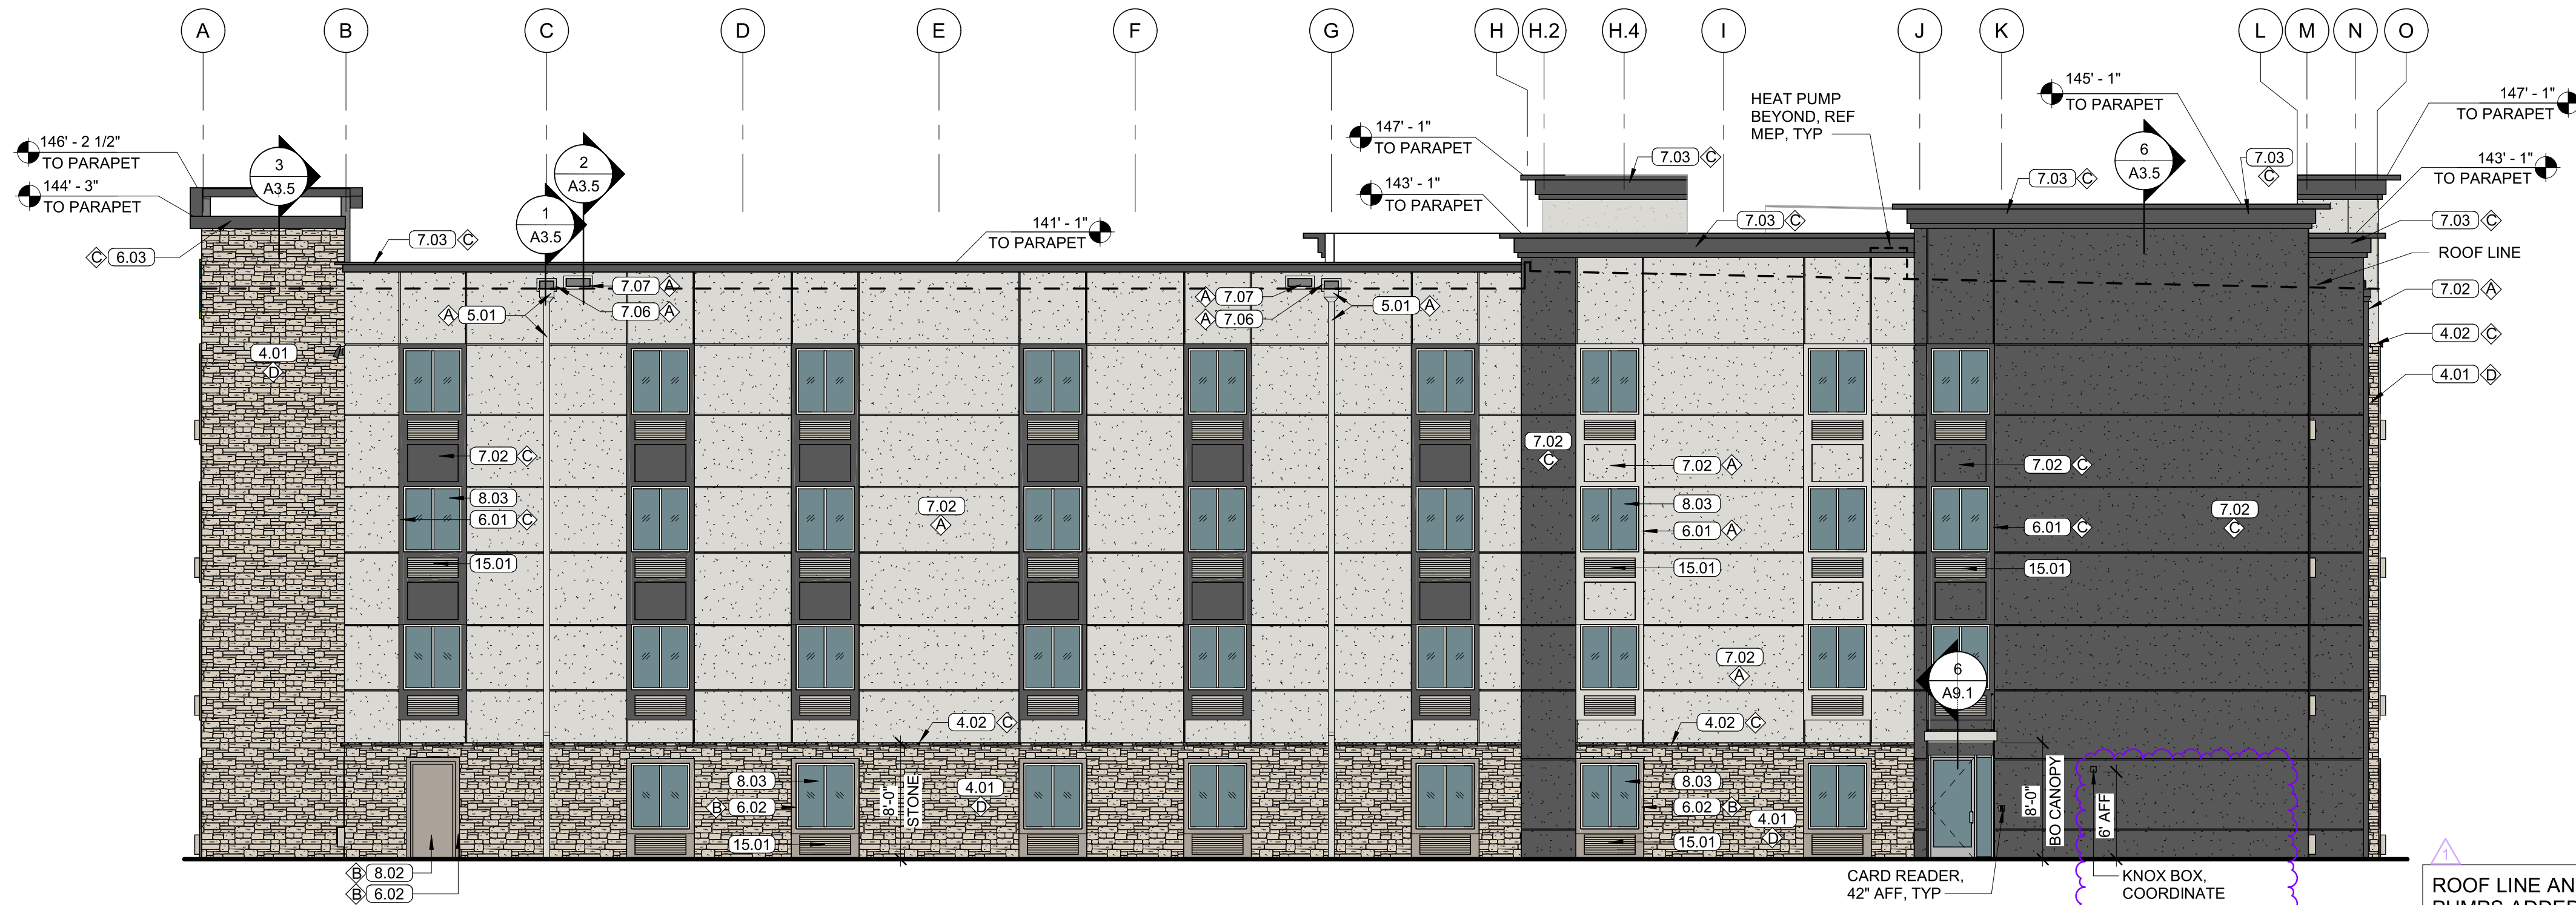 A B C D E F G H H.2 H.4 I J K L M N O
146' - 2 1/2"
TO PARAPET
144' - 3"
TO PARAPET
C 6.03
3
A3.5
2
A3.5
1
A3.5
7.03 C
141' - 1"
TO PARAPET
147' - 1"
TO PARAPET
143' - 1"
TO PARAPET
7.03 C
7.03 C
HEAT PUMP
BEYOND, REF
MEP, TYP
145' - 1"
TO PARAPET
6
A3.5
7.03 C
7.03
C
147' - 1"
TO PARAPET
143' - 1"
TO PARAPET
7.03 C
ROOF LINE
7.02 A
4.02 C
4.01 D
7.07 A
7.06 A
A 5.01
A 7.07
A 7.06
5.01 A
4.01
D
7.02 C
8.03
6.01 C
15.01
7.02
A
7.02
C
7.02 A
8.03
6.01 A
15.01
7.02 C
6.01 C
15.01
7.02
C
7.02
A
6
A9.1
4.02 C
4.02 C
8.03
B 6.02
15.01
8'-0"
STONE
4.01
D
8.03
6.02 B
15.01
4.01
D
8'-0"
BO CANOPY
6' AFF
B 8.02
B 6.02
CARD READER,
42" AFF, TYP
KNOX BOX,
COORDINATE
1
ROOF LINE AN